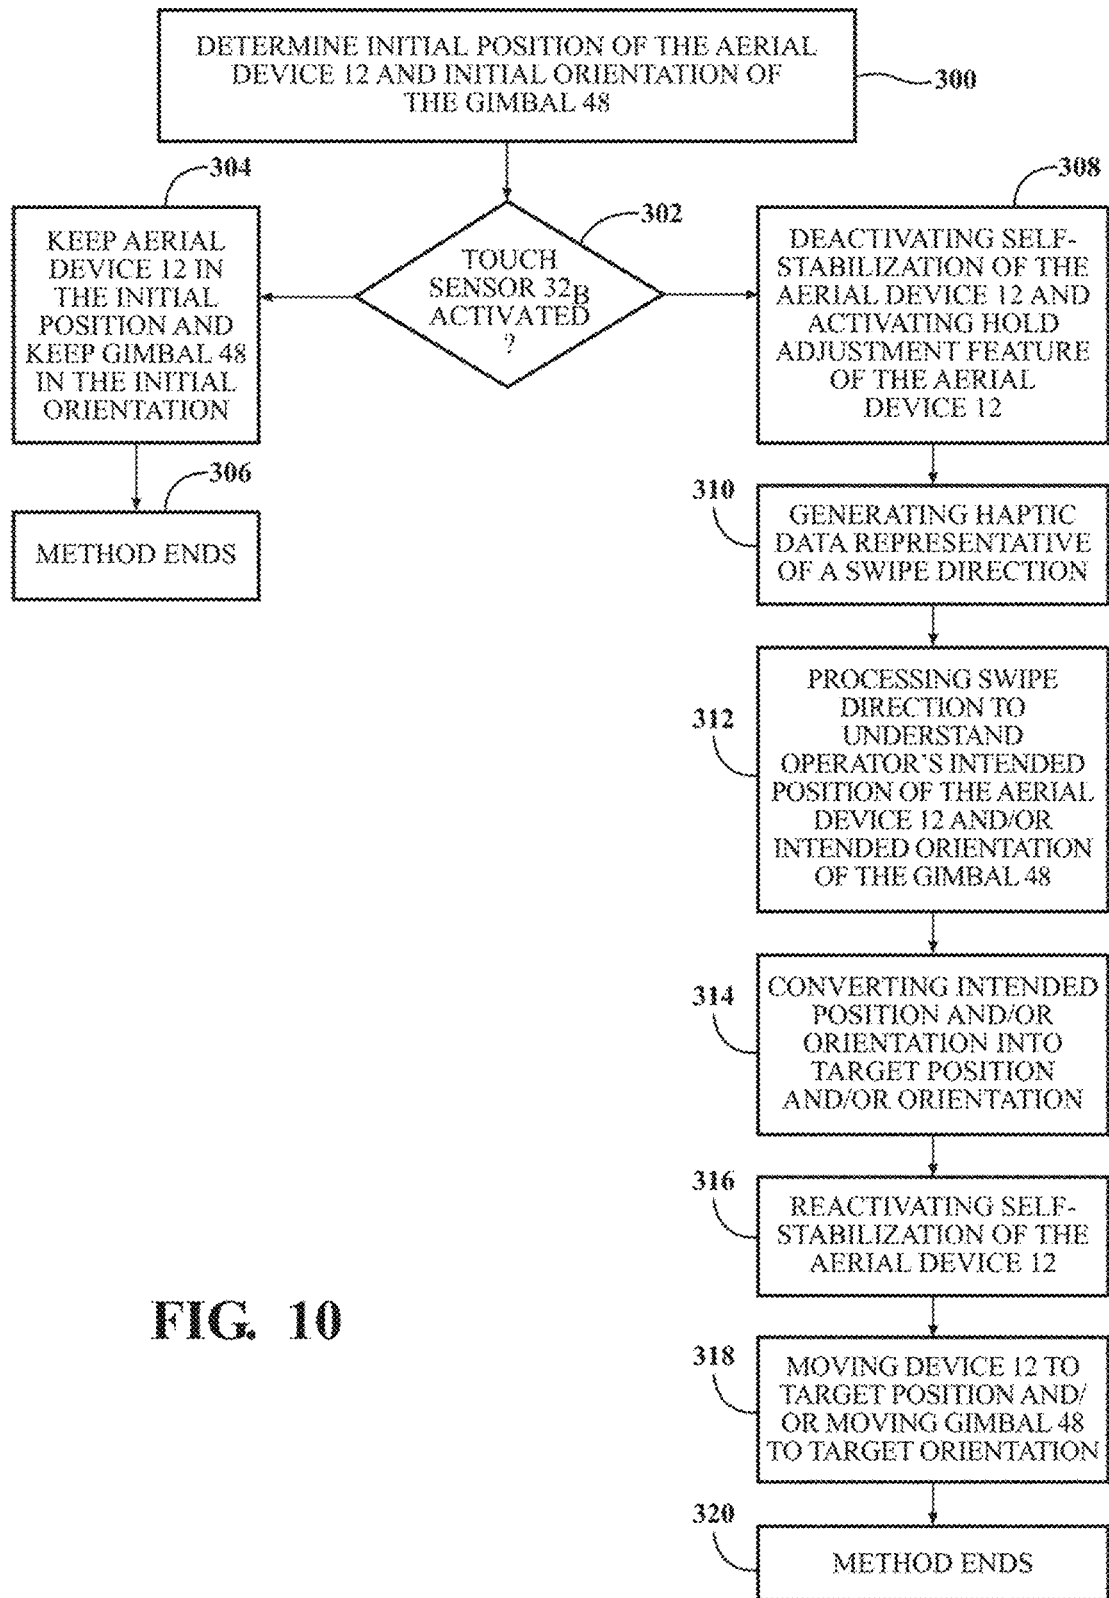 DETERMINE INITIAL POSITION OF THE AERIAL
DEVICE 12 AND INITIAL ORIENTATION OF
THE GIMBAL 48
300
304
KEEP AERIAL
DEVICE 12 IN
THE INITIAL
POSITION AND
KEEP GIMBAL 48
IN THE INITIAL
ORIENTATION
306
METHOD ENDS
302
TOUCH
SENSOR 32B
ACTIVATED
?
308
DEACTIVATING SELF-
STABILIZATION OF THE
AERIAL DEVICE 12 AND
ACTIVATING HOLD
ADJUSTMENT FEATURE
OF THE AERIAL
DEVICE 12
310
GENERATING HAPTIC
DATA REPRESENTATIVE
OF A SWIPE DIRECTION
312
PROCESSING SWIPE
DIRECTION TO
UNDERSTAND
OPERATOR'S INTENDED
POSITION OF THE AERIAL
DEVICE 12 AND/OR
INTENDED ORIENTATION
OF THE GIMBAL 48
314
CONVERTING INTENDED
POSITION AND/OR
ORIENTATION INTO
TARGET POSITION
AND/OR ORIENTATION
316
REACTIVATING SELF-
STABILIZATION OF THE
AERIAL DEVICE 12
318
MOVING DEVICE 12 TO
TARGET POSITION AND/
OR MOVING GIMBAL 48
TO TARGET ORIENTATION
320
METHOD ENDS
FIG. 10